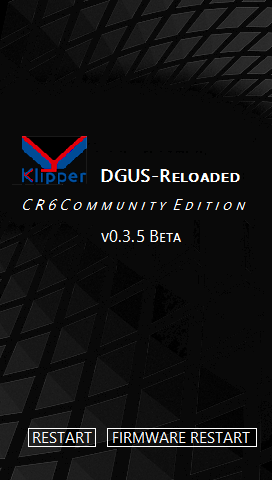 Klipper
DGUS-Reloaded
CR6Community Edition
v0.3.5 Beta
RESTART
FIRMWARE RESTART